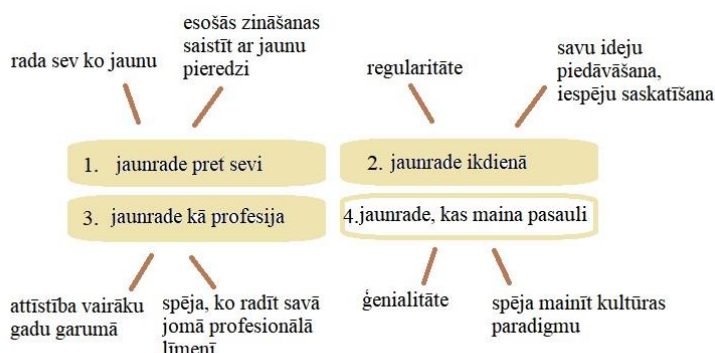 rada sev ko jaunu
esošās zināšanas
saistīt ar jaunu
pieredzi
regularitāte
savu ideju
piedāvāšana,
iespēju saskatīšana
1. jaunrade pret sevi
2. jaunrade ikdienā
3. jaunrade kā profesija
4.jaunrade, kas maina pasauli
attīstība vairāku
gadu garumā
spēja, ko radīt savā
jomā profesionālā
līmenī
ģenialitāte
spēja mainīt kultūras
paradigmu